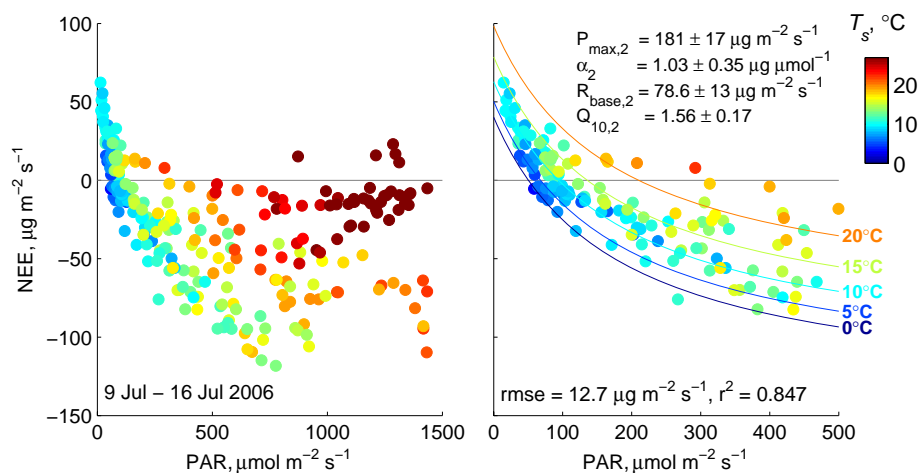 100
50
0
−50
−100
−150
NEE, μg m⁻² s⁻¹
0
500
1000
1500
PAR, μmol m⁻² s⁻¹
9 Jul – 16 Jul 2006
P_max,2 = 181 ± 17 μg m⁻² s⁻¹
α_2 = 1.03 ± 0.35 μg μmol⁻¹
R_base,2 = 78.6 ± 13 μg m⁻² s⁻¹
Q_10,2 = 1.56 ± 0.17
20°C
15°C
10°C
5°C
0°C
rmse = 12.7 μg m⁻² s⁻¹, r² = 0.847
0
100
200
300
400
500
PAR, μmol m⁻² s⁻¹
T_s, °C
20
10
0